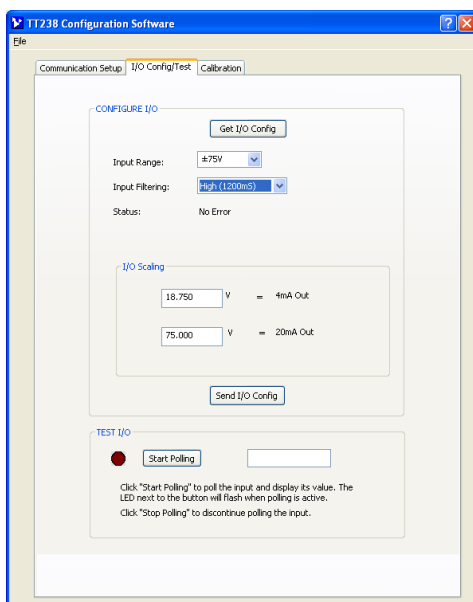 TT238 Configuration Software
File
Communication Setup I/O Config/Test Calibration
CONFIGURE I/O
Get I/O Config
Input Range: ±75V
Input Filtering: High (1200mS)
Status: No Error
I/O Scaling
18.750 V = 4mA Out
75.000 V = 20mA Out
Send I/O Config
TEST I/O
Start Polling
Click "Start Polling" to poll the input and display its value. The
LED next to the button will flash when polling is active.
Click "Stop Polling" to discontinue polling the input.